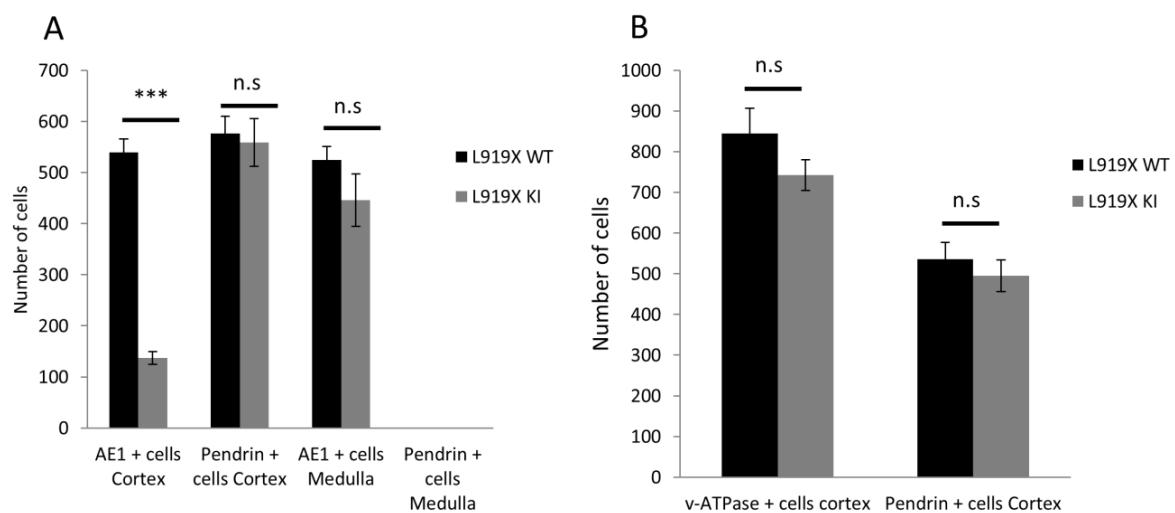 A
700
600
500
400
300
200
100
0
Number of cells
***
n.s
n.s
L919X WT
L919X KI
AE1 + cells
Cortex
Pendrin +
cells Cortex
AE1 + cells
Medulla
Pendrin +
cells
Medulla
B
1000
900
800
700
600
500
400
300
200
100
0
Number of cells
n.s
n.s
L919X WT
L919X KI
v-ATPase + cells cortex
Pendrin + cells Cortex